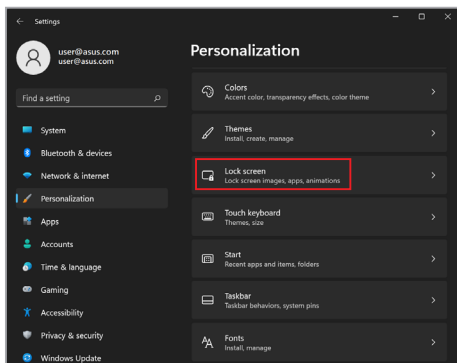 Settings
user@asus.com
user@asus.com
Find a setting
System
Bluetooth & devices
Network & internet
Personalization
Apps
Accounts
Time & language
Gaming
Accessibility
Privacy & security
Windows Update
Personalization
Colors
Accent color, transparency effects, color theme
Themes
Install, create, manage
Lock screen
Lock screen images, apps, animations
Touch keyboard
Themes, size
Start
Recent apps and items, folders
Taskbar
Taskbar behaviors, system pins
Fonts
Install, manage